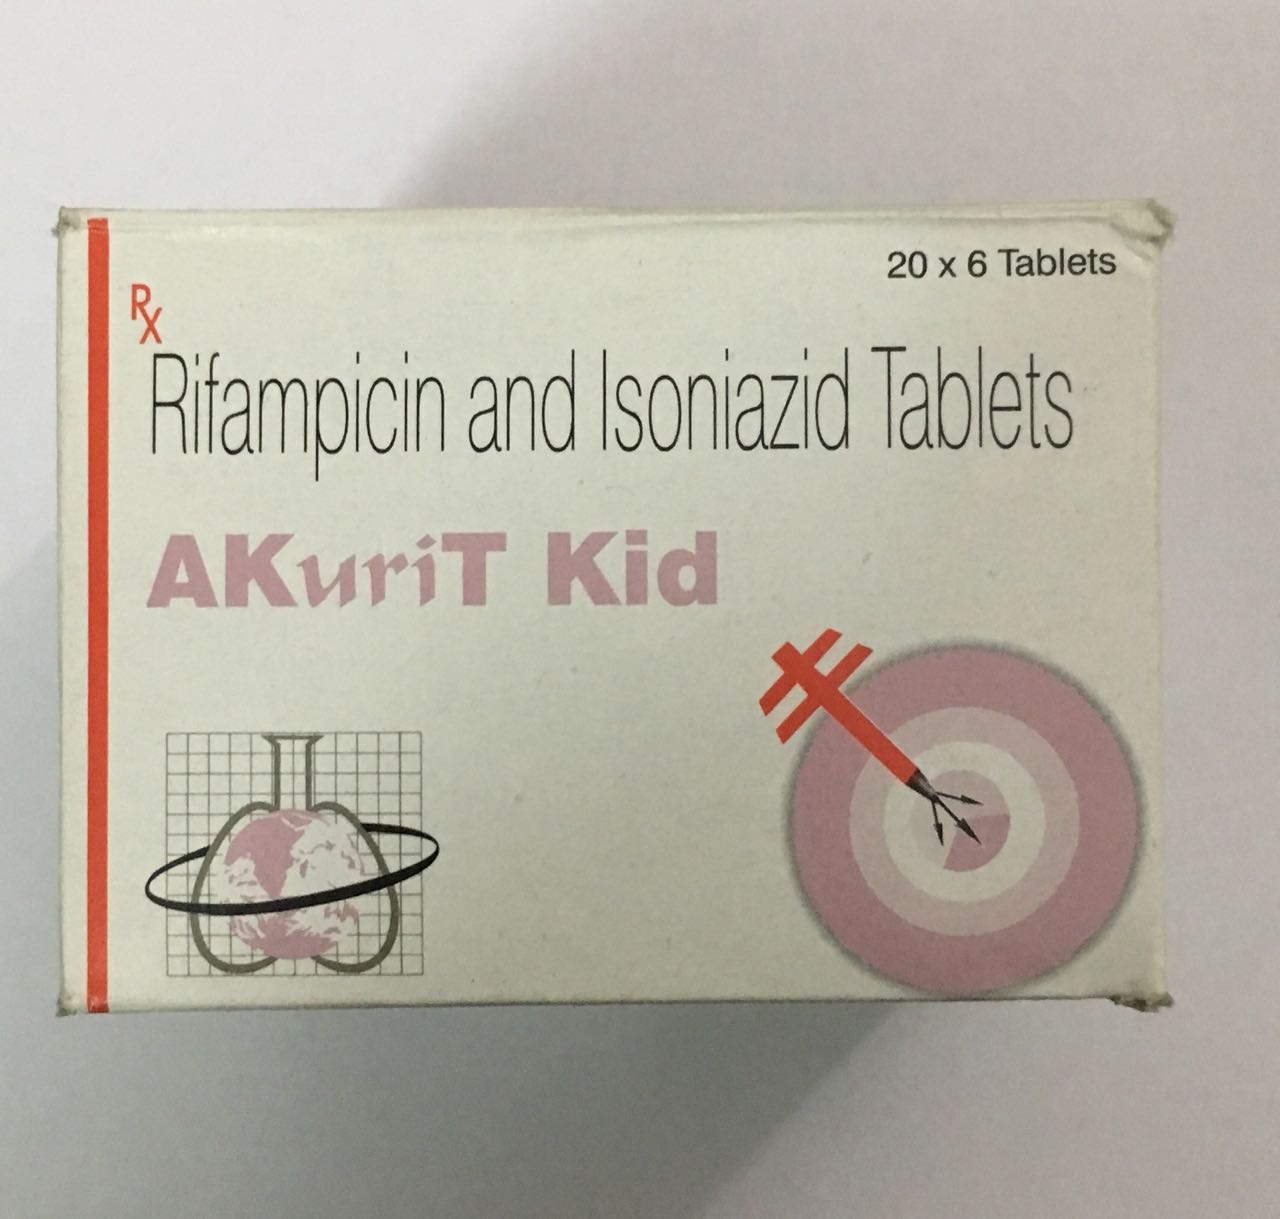 20 x 6 Tablets
Rx
Rifampicin and Isoniazid Tablets
AKuriT Kid